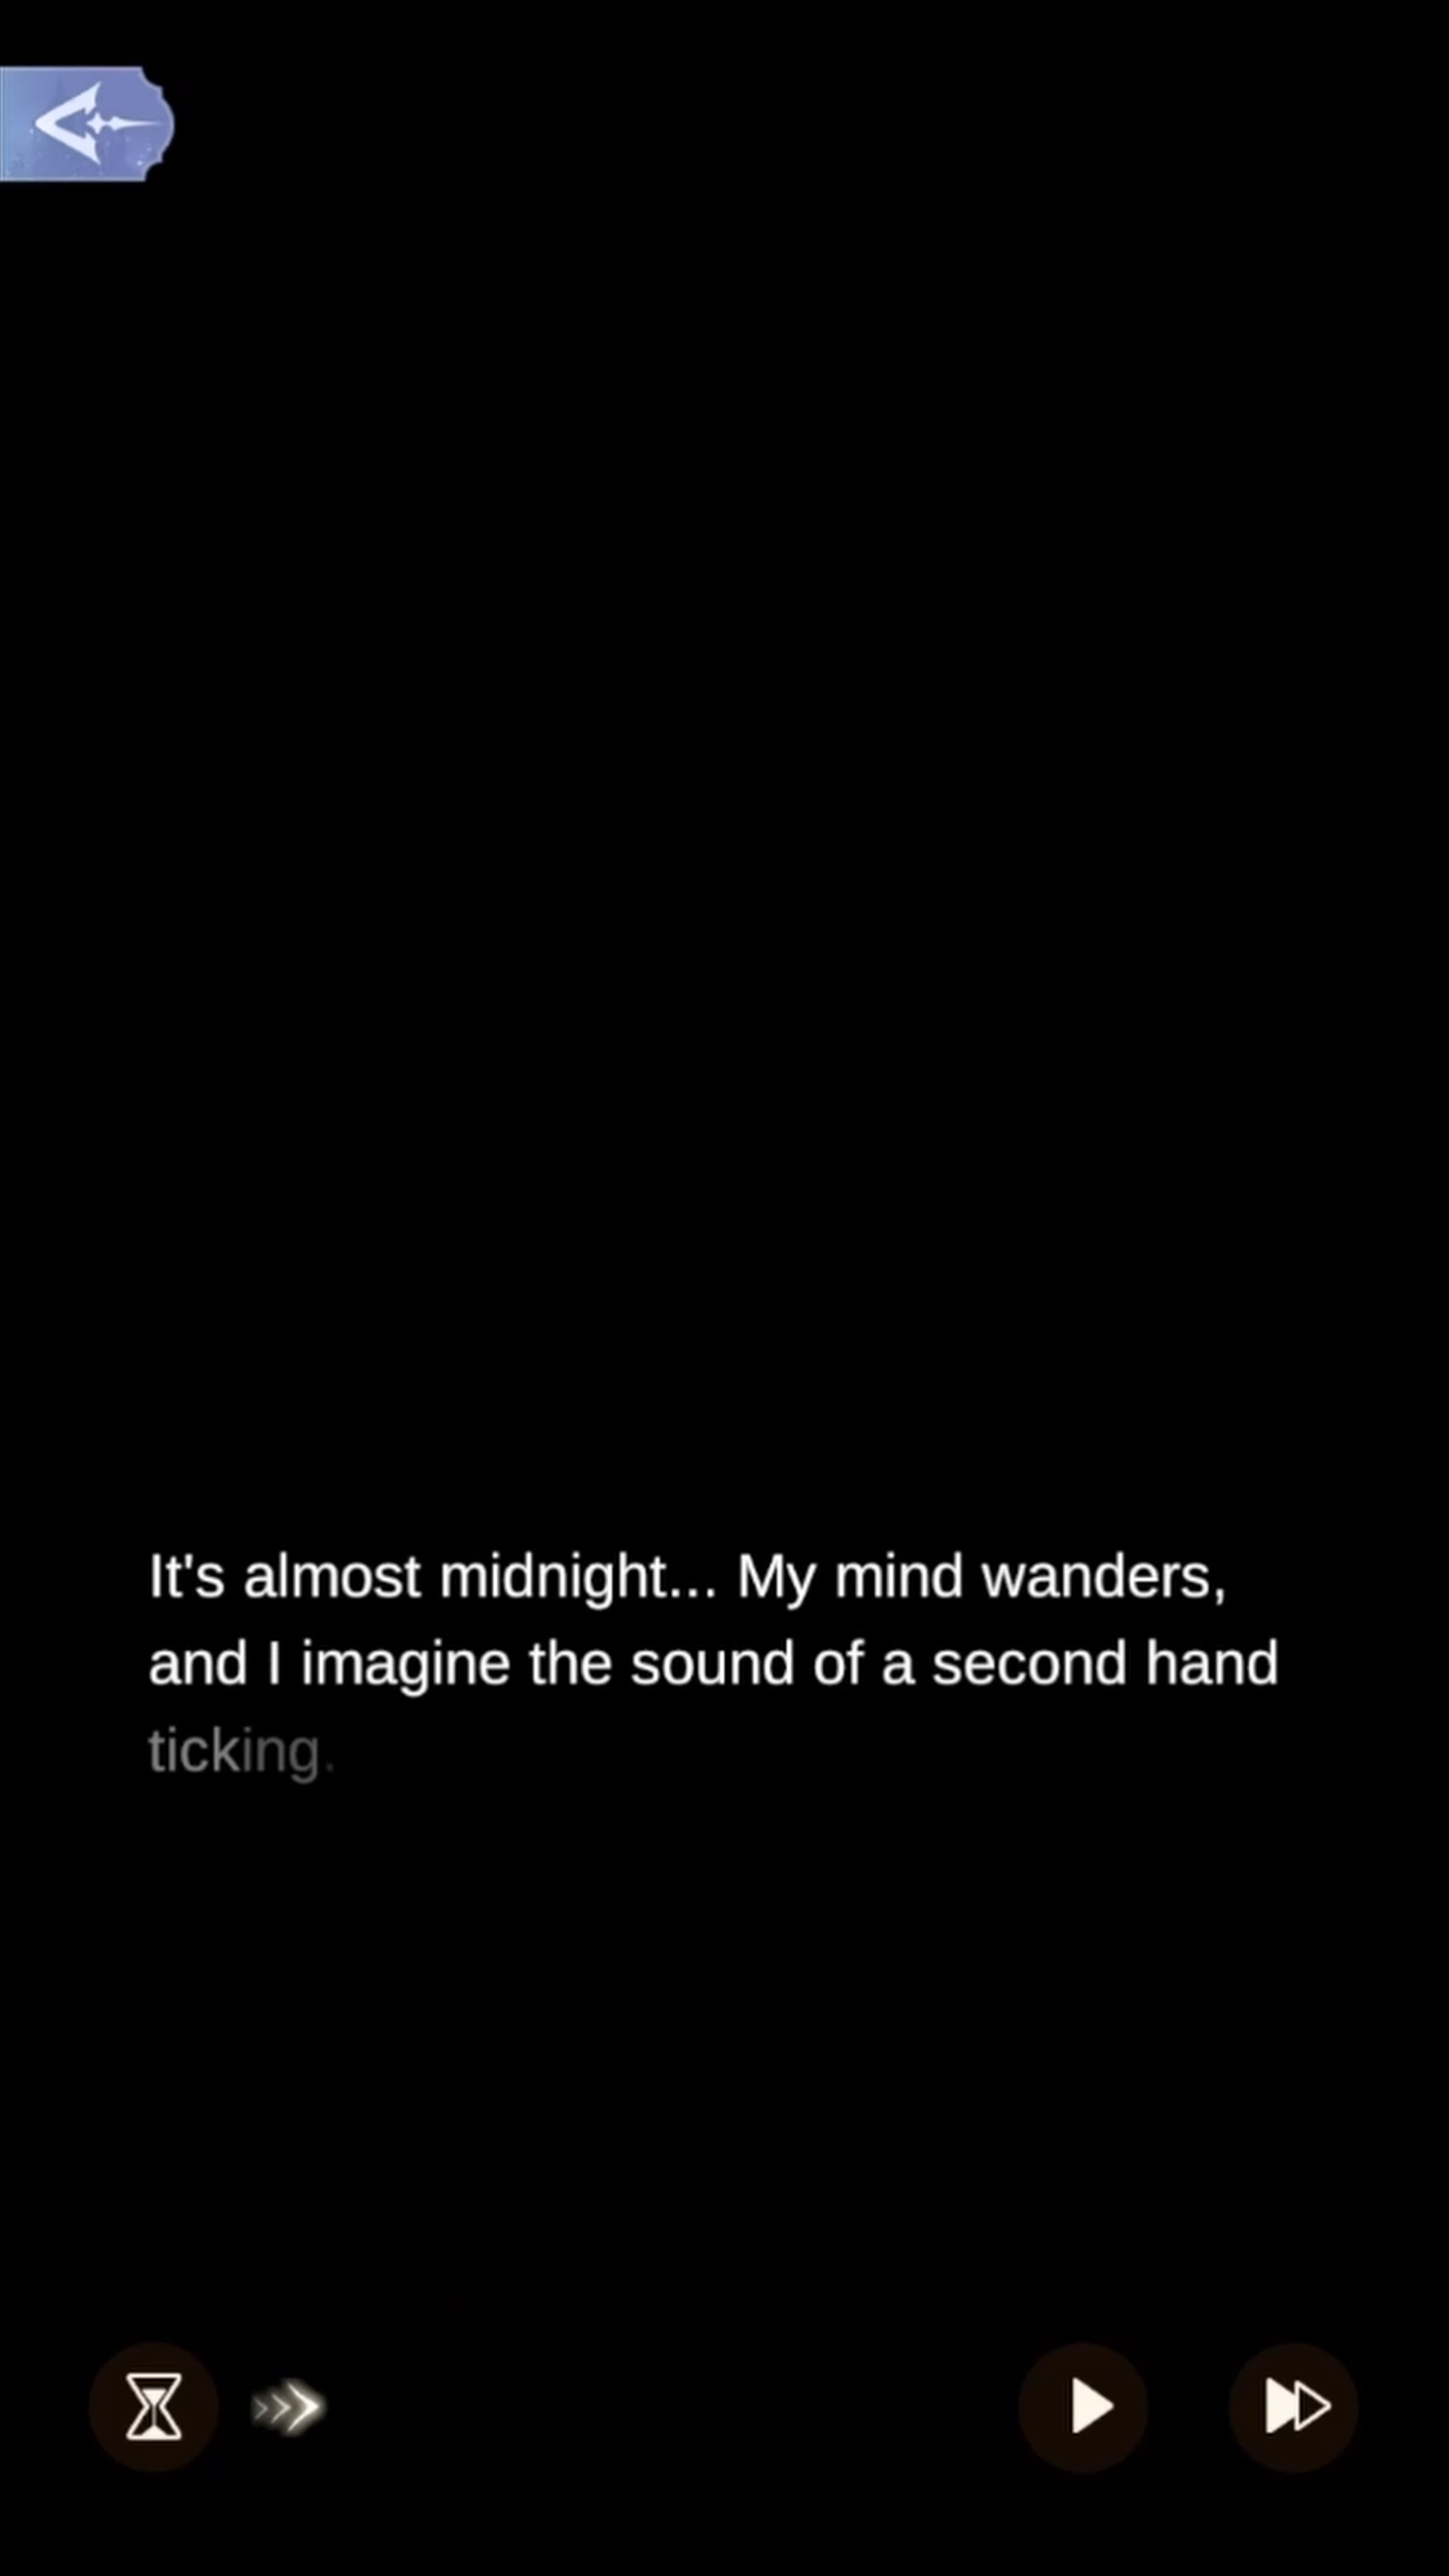 It's almost midnight... My mind wanders,
and I imagine the sound of a second hand
ticking.